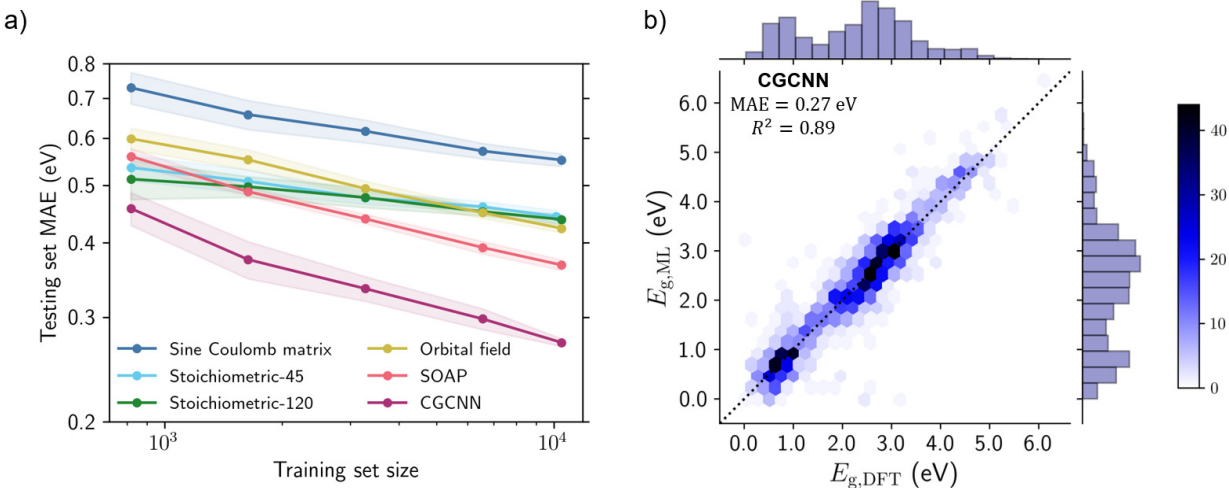 a)
Testing set MAE (eV)
0.8
0.7
0.6
0.5
0.4
0.3
0.2
Sine Coulomb matrix
Stoichiometric-45
Stoichiometric-120
Orbital field
SOAP
CGCNN
10³
10⁴
Training set size
b)
CGCNN
MAE = 0.27 eV
R² = 0.89
E_{g,ML} (eV)
6.0
5.0
4.0
3.0
2.0
1.0
0.0
0.0 1.0 2.0 3.0 4.0 5.0 6.0
E_{g,DFT} (eV)
40
30
20
10
0